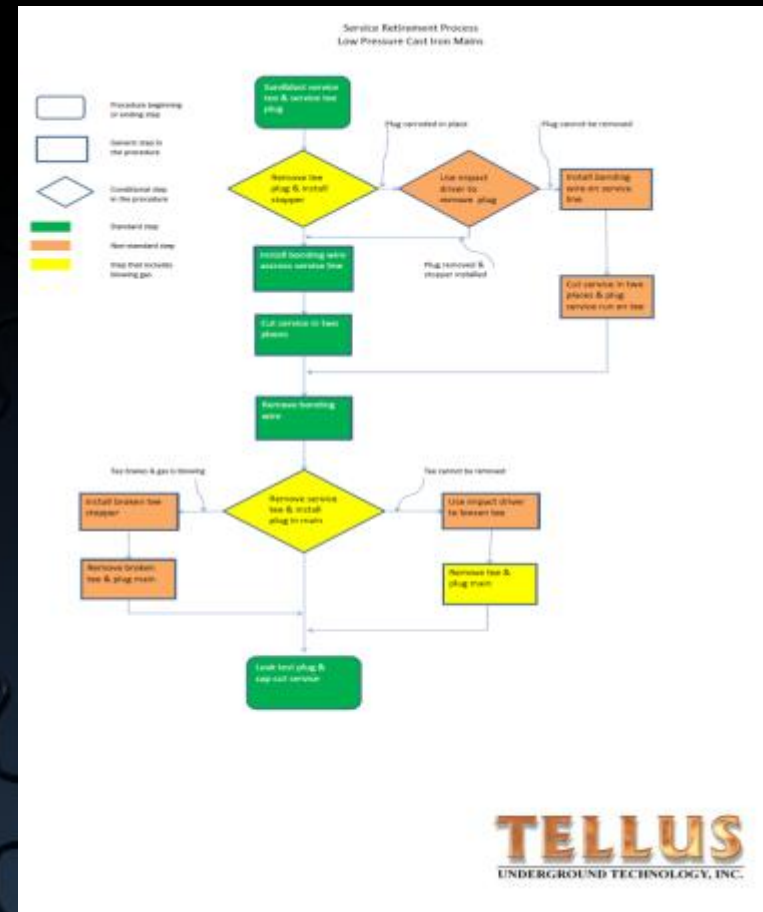 Service Retirement Process
Low Pressure Cast Iron Mains
Procedure beginning
or ending step
Generic step in
the procedure
Conditional step
in the procedure
Standard step
Non-standard step
Step that includes
blowing gas
Sandblast service
tee & service tee
plug
Plug corroded in place
Plug cannot be removed
Remove tee
plug & install
stopper
Use impact
driver to
remove plug
Install bonding
wire on service
line
Install bonding wire
across service line
Plug removed &
stopper installed
Cut service in two
places & plug
service run on tee
Cut service in two
places
Remove bonding
wire
Tee breaks & gas is blowing
Tee cannot be removed
Install broken tee
stopper
Remove service
tee & install
plug in main
Use impact driver
to loosen tee
Remove broken
tee & plug main
Remove tee &
plug main
Leak test plug &
cap cut service
TELLUS
UNDERGROUND TECHNOLOGY, INC.